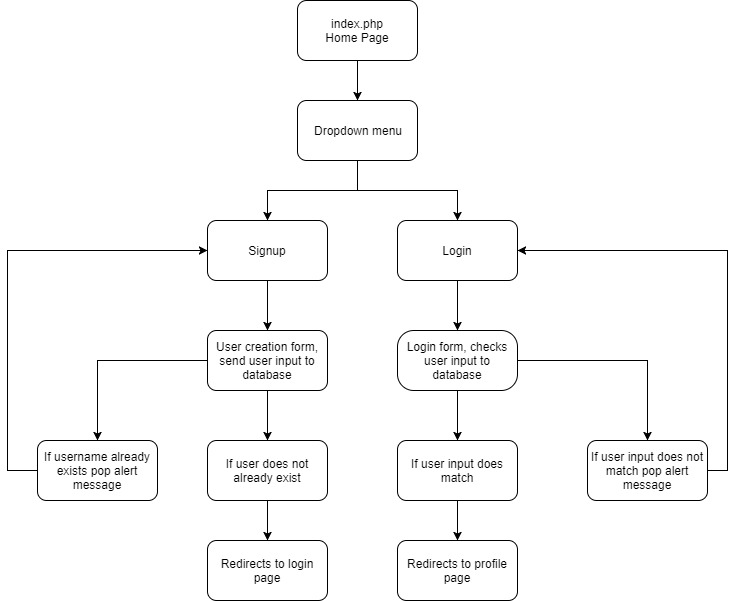 index.php
Home Page
Dropdown menu
Signup
Login
User creation form,
send user input to
database
Login form, checks
user input to
database
If username already
exists pop alert
message
If user does not
already exist
If user input does
match
If user input does not
match pop alert
message
Redirects to login
page
Redirects to profile
page